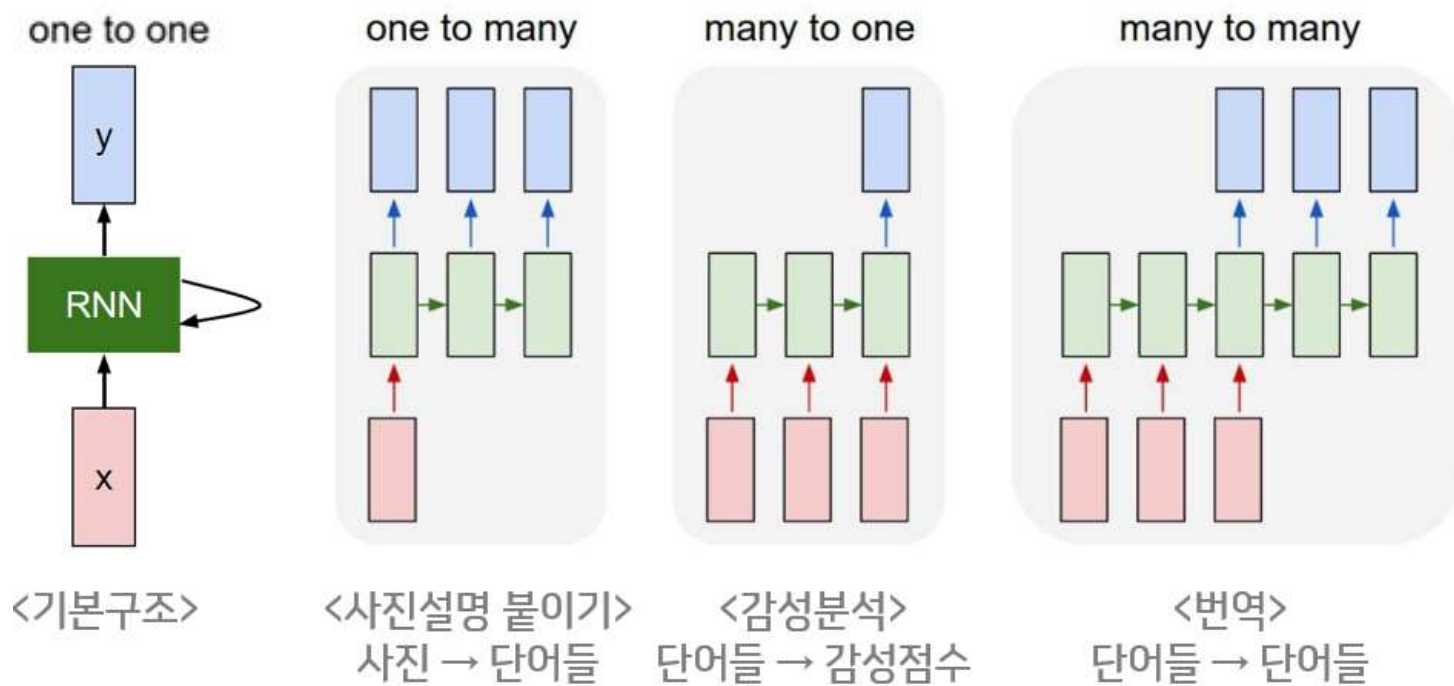 one to one
one to many
many to one
many to many
y
RNN
x
<기본구조>
<사진설명 붙이기>
사진 → 단어들
<감성분석>
단어들 → 감성점수
<번역>
단어들 → 단어들